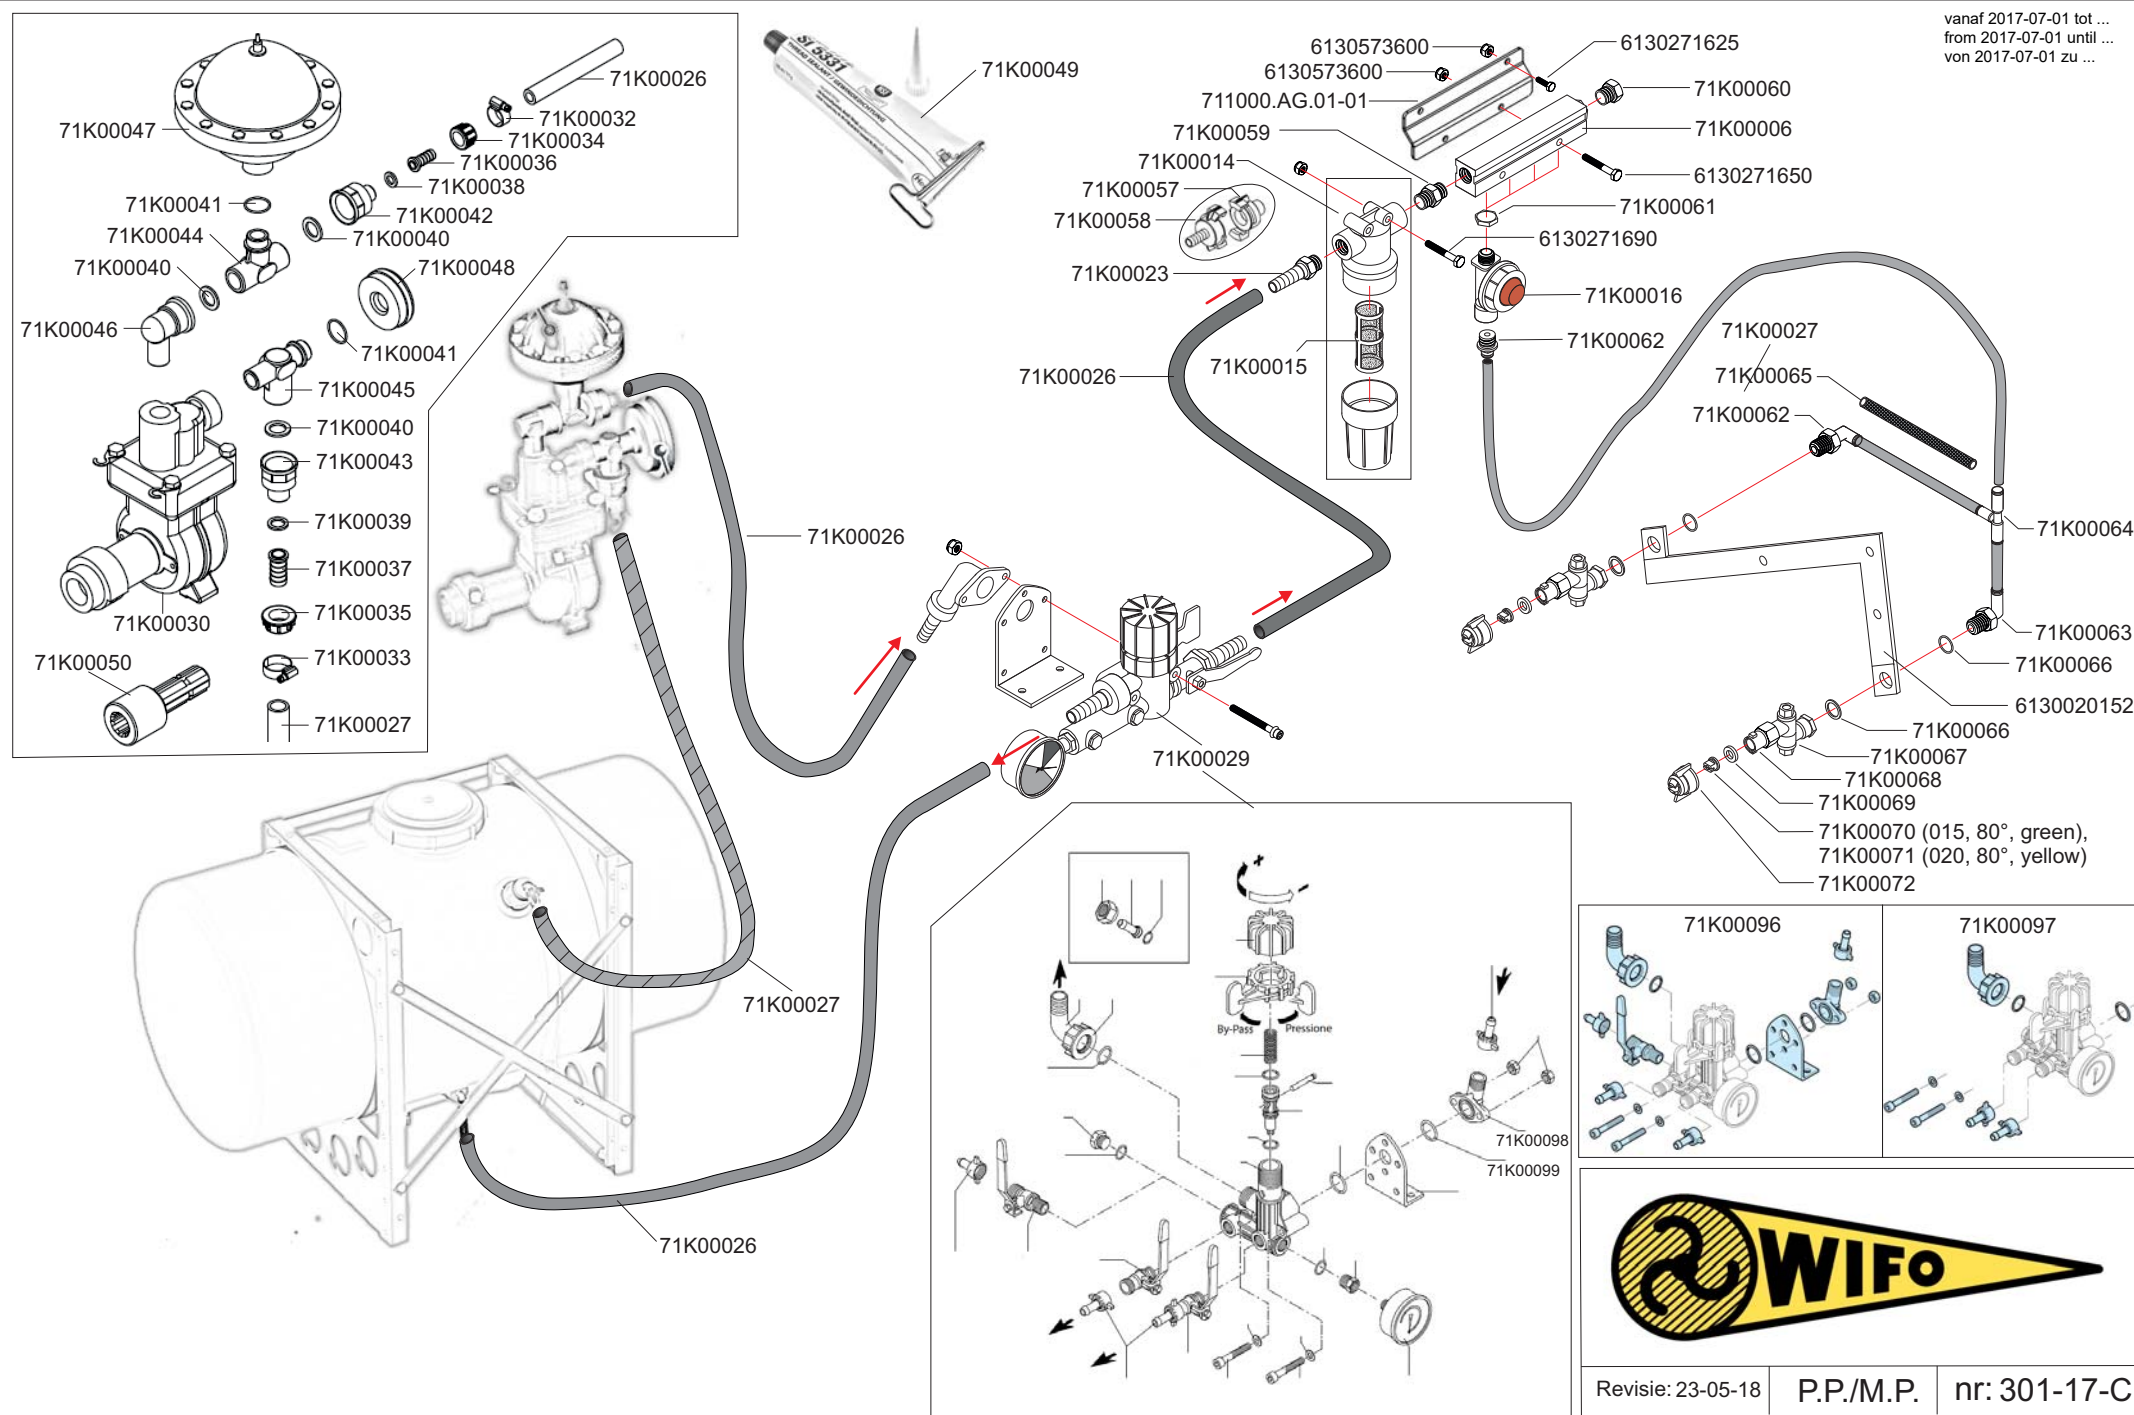 vanaf 2017-07-01 tot ...
from 2017-07-01 until ...
von 2017-07-01 zu ...
71K00047
71K00026
71K00032
71K00034
71K00036
71K00038
71K00042
71K00040
71K00041
71K00044
71K00040
71K00048
71K00046
71K00041
71K00045
71K00040
71K00043
71K00039
71K00037
71K00035
71K00033
71K00027
71K00030
71K00050
SI 5331
71K00049
6130573600
6130573600
711000.AG.01-01
6130271625
71K00060
71K00006
71K00059
71K00014
71K00057
71K00058
71K00023
6130271650
71K00061
6130271690
71K00016
71K00062
71K00015
71K00026
71K00027
71K00065
71K00062
71K00064
71K00063
71K00066
6130020152
71K00066
71K00067
71K00068
71K00069
71K00070 (015, 80°, green),
71K00071 (020, 80°, yellow)
71K00072
71K00026
71K00029
71K00027
71K00026
By-Pass
Pressione
71K00098
71K00099
71K00096
71K00097
WIFO
Revisie: 23-05-18
P.P./M.P.
nr: 301-17-C